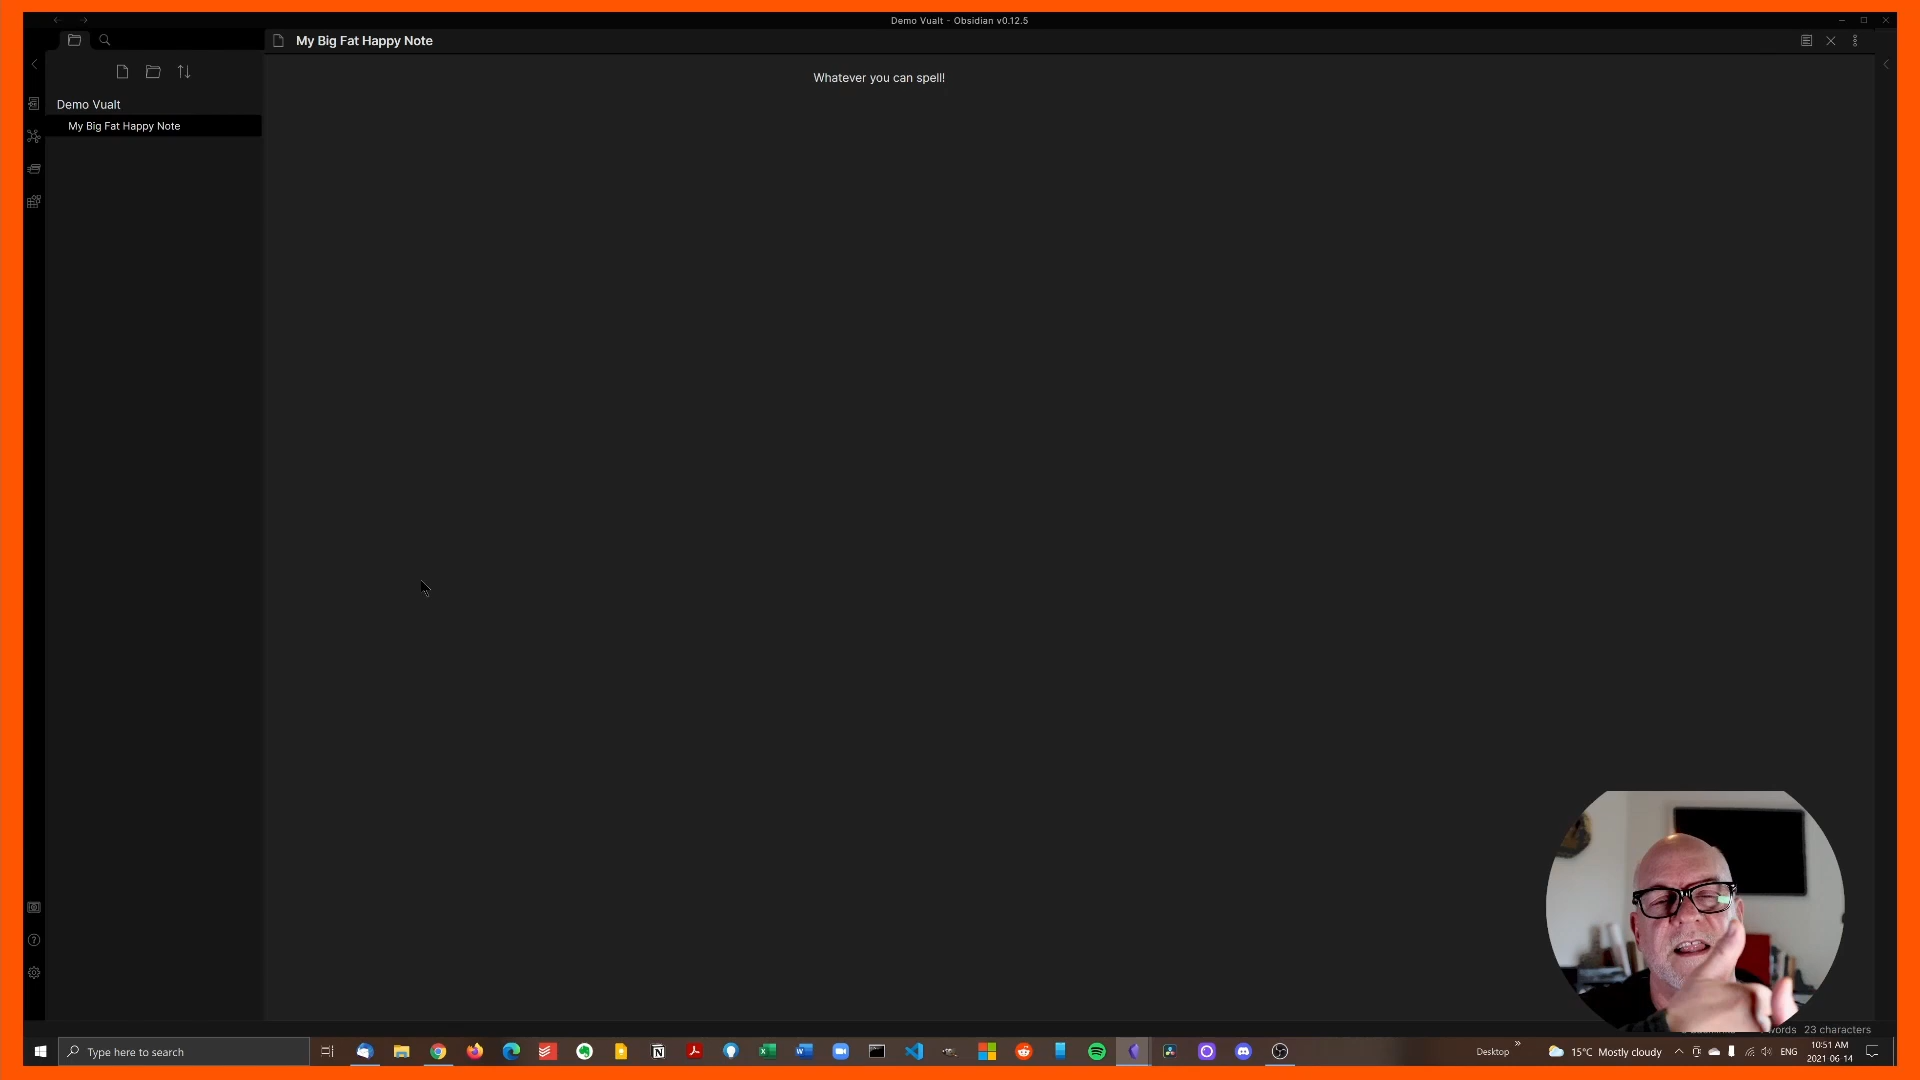 Demo Vualt - Obsidian v0.12.5
My Big Fat Happy Note
Whatever you can spell!
Demo Vualt
My Big Fat Happy Note
words 23 characters
Type here to search
Desktop
15°C Mostly cloudy
ENG
10:51 AM
2021 06 14